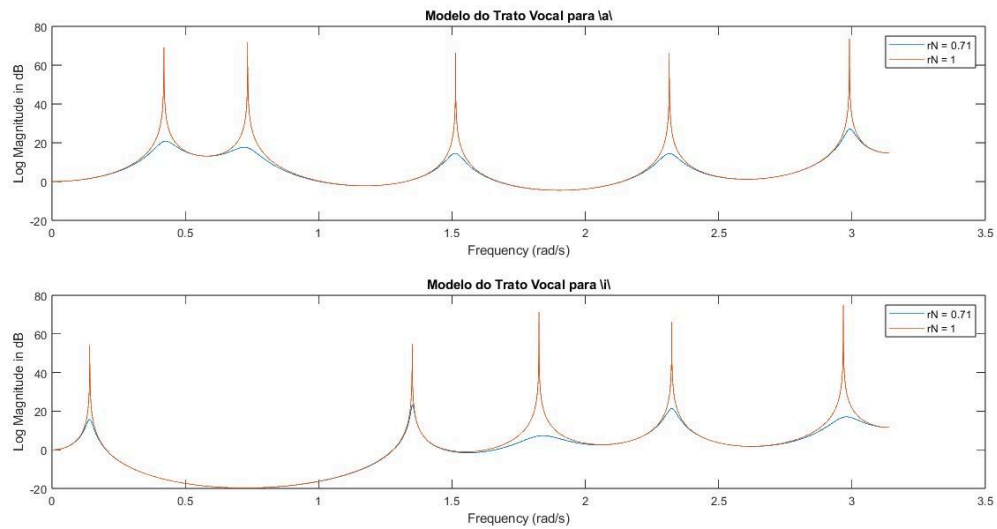 Modelo do Trato Vocal para \a\
80
60
40
20
0
-20
Log Magnitude in dB
rN = 0.71
rN = 1
0 0.5 1 1.5 2 2.5 3 3.5
Frequency (rad/s)
Modelo do Trato Vocal para \i\
80
60
40
20
0
-20
Log Magnitude in dB
rN = 0.71
rN = 1
0 0.5 1 1.5 2 2.5 3 3.5
Frequency (rad/s)